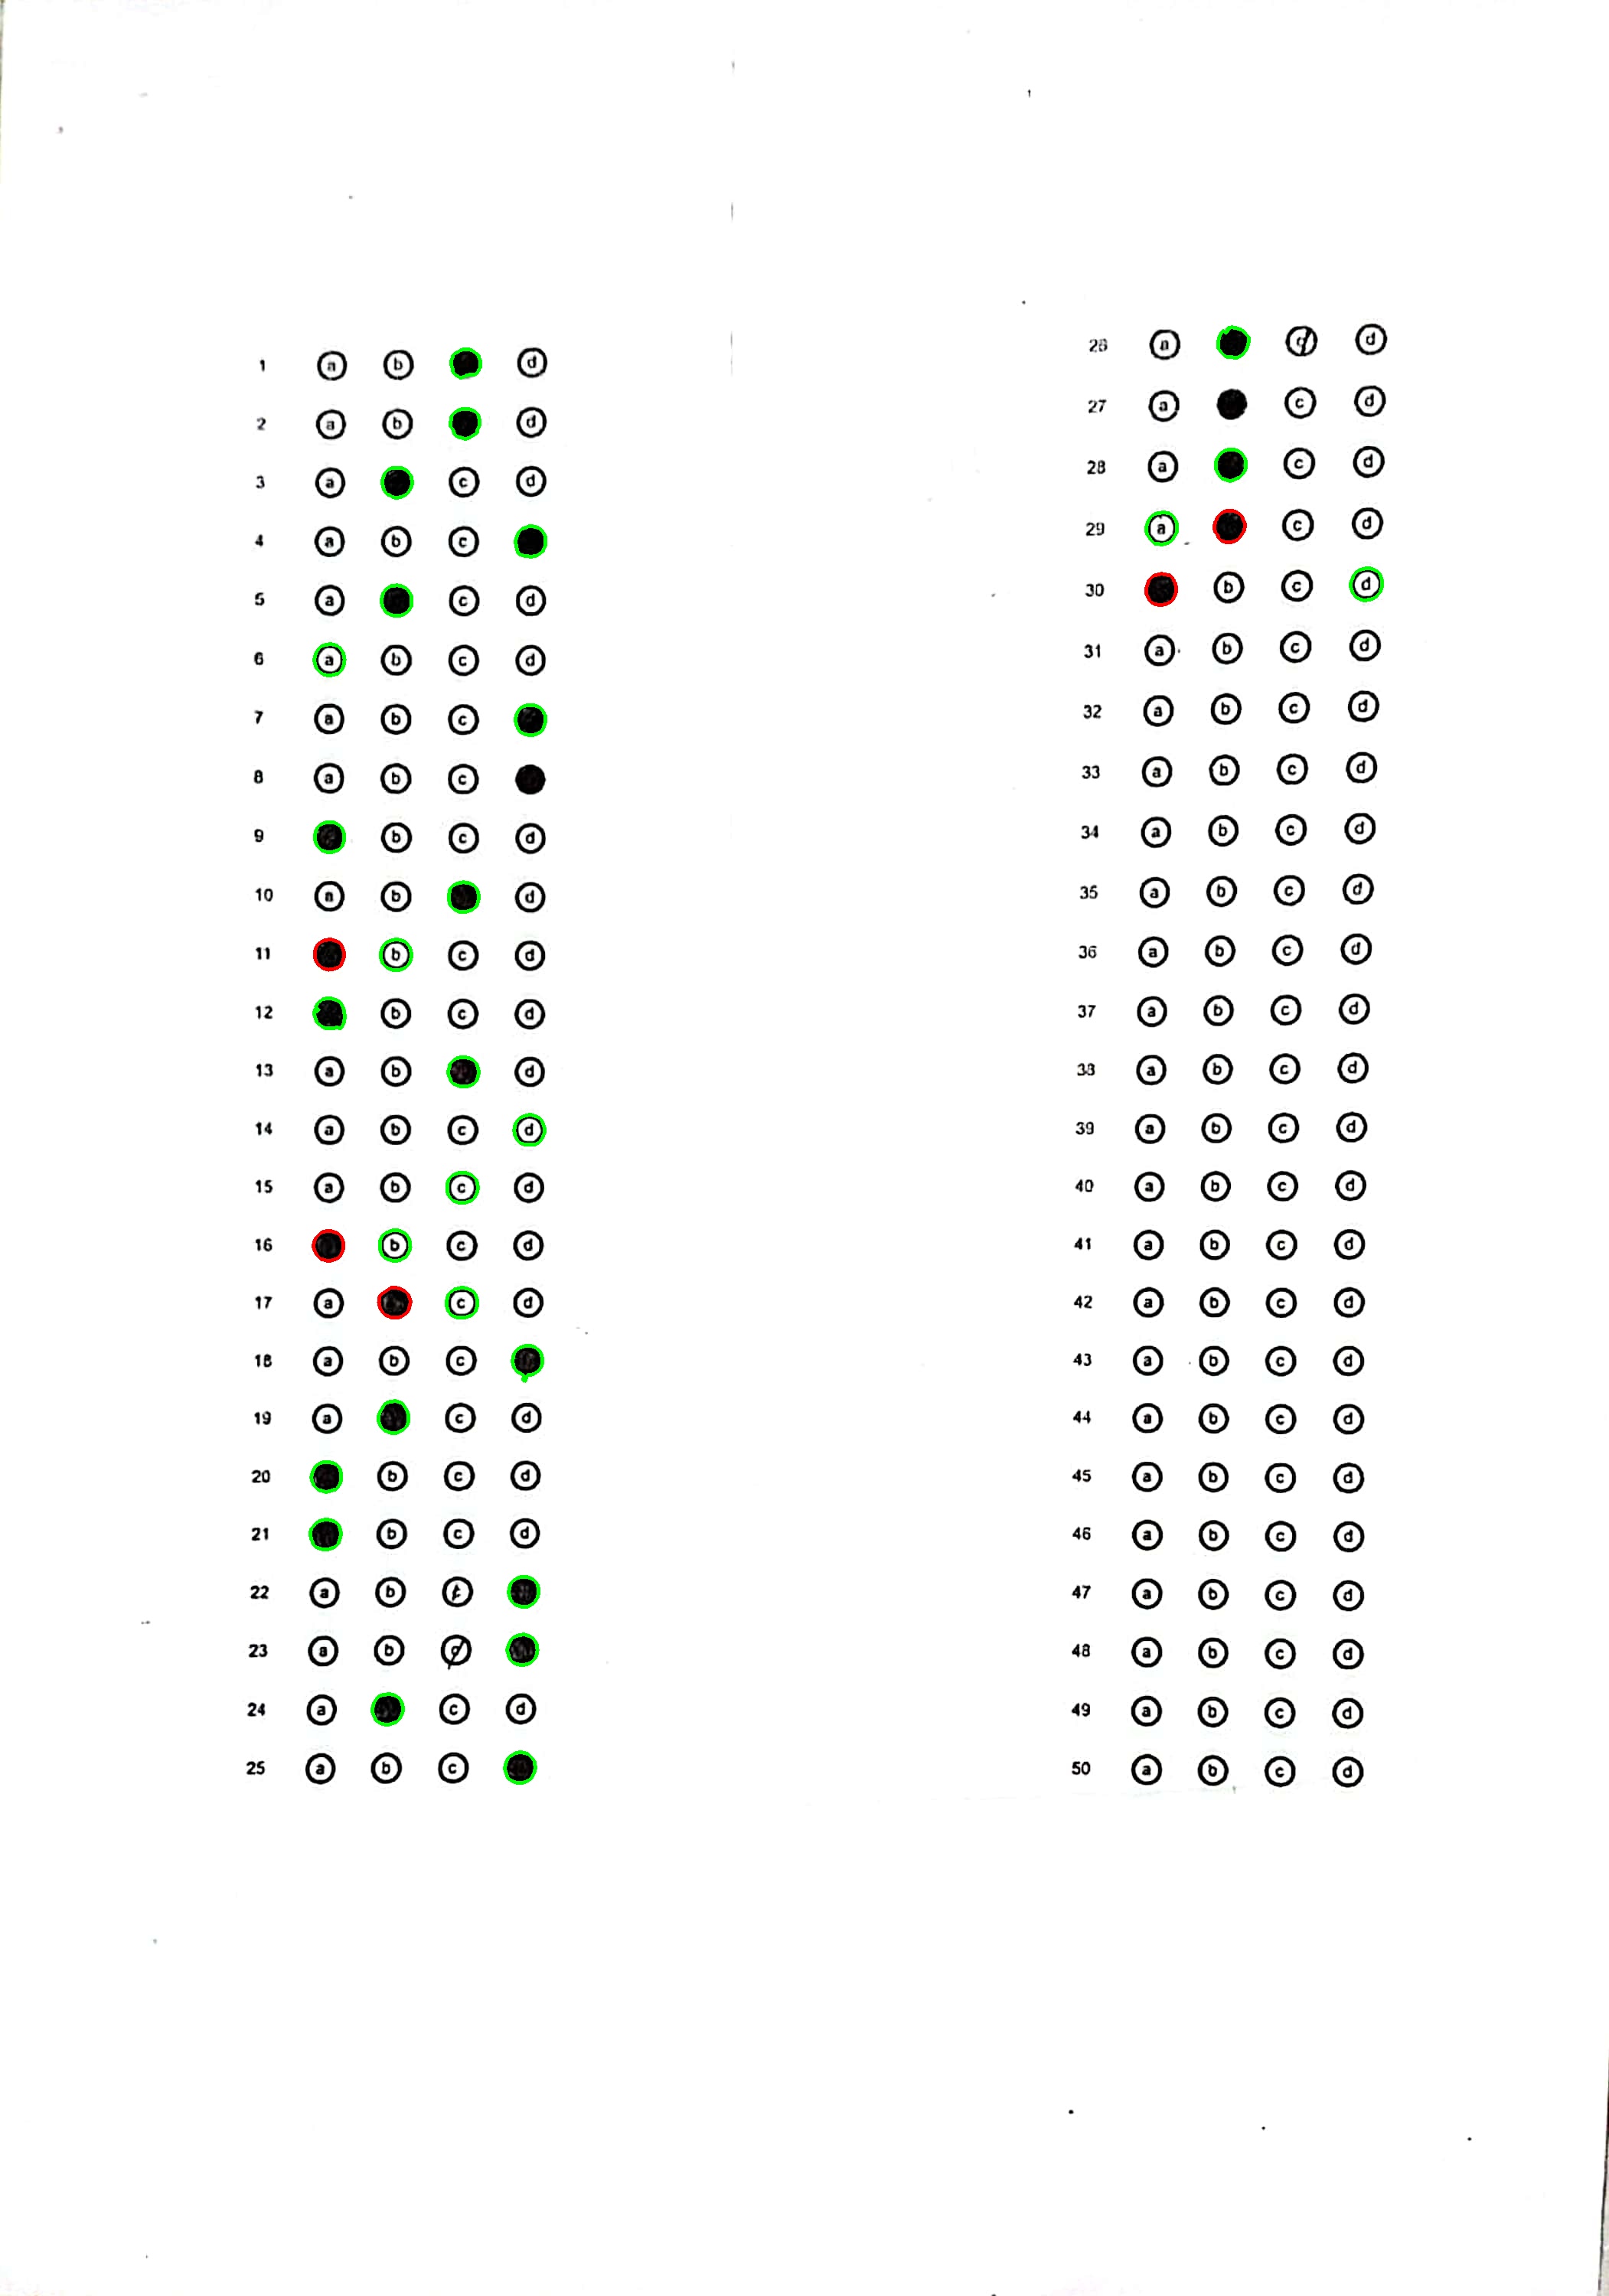 1 a b d
2 a b d
3 a c d
4 a b c
5 a c d
6 a b c d
7 a b c
8 a b c
9 b c d
10 a b d
11 b c d
12 b c d
13 a b d
14 a b c d
15 a b c d
16 b c d
17 a c d
18 a b c
19 a c d
20 b c d
21 b c d
22 a b
23 a b
24 a c d
25 a b c
26 a d
27 a c d
28 a c d
29 a c d
30 b c d
31 a b c d
32 a b c d
33 a b c d
34 a b c d
35 a b c d
36 a b c d
37 a b c d
38 a b c d
39 a b c d
40 a b c d
41 a b c d
42 a b c d
43 a b c d
44 a b c d
45 a b c d
46 a b c d
47 a b c d
48 a b c d
49 a b c d
50 a b c d